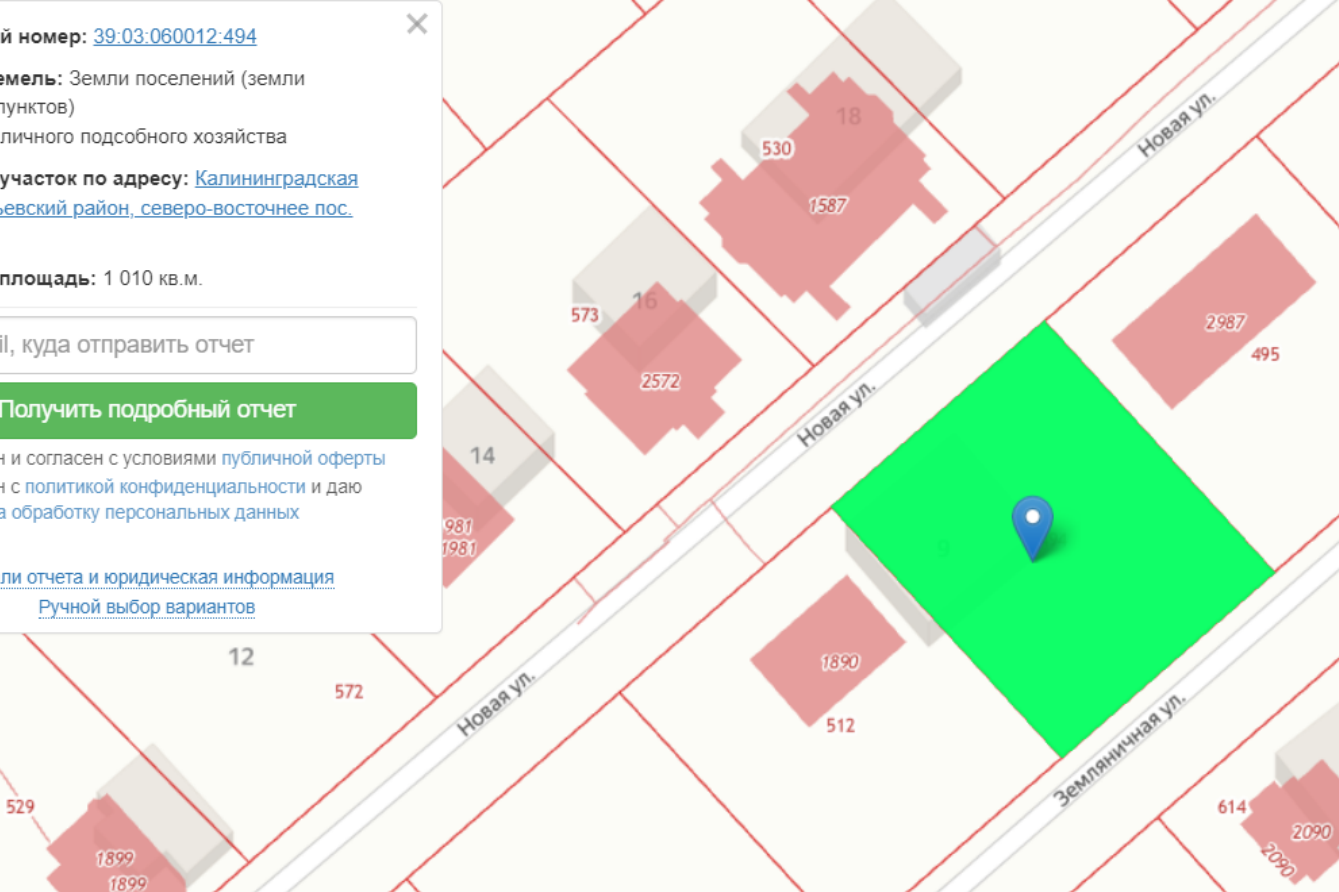 й номер: 39:03:060012:494
емель: Земли поселений (земли
пунктов)
личного подсобного хозяйства
участок по адресу: Калининградская
ьевский район, северо-восточнее пос.
площадь: 1 010 кв.м.
il, куда отправить отчет
Получить подробный отчет
н и согласен с условиями публичной оферты
н с политикой конфиденциальности и даю
а обработку персональных данных
ли отчета и юридическая информация
Ручной выбор вариантов
18
530
1587
Новая ул.
16
573
2572
2987
495
Новая ул.
14
981
1981
9
1890
512
12
572
Новая ул.
Земляничная ул.
529
1899
1899
614
2090
2090